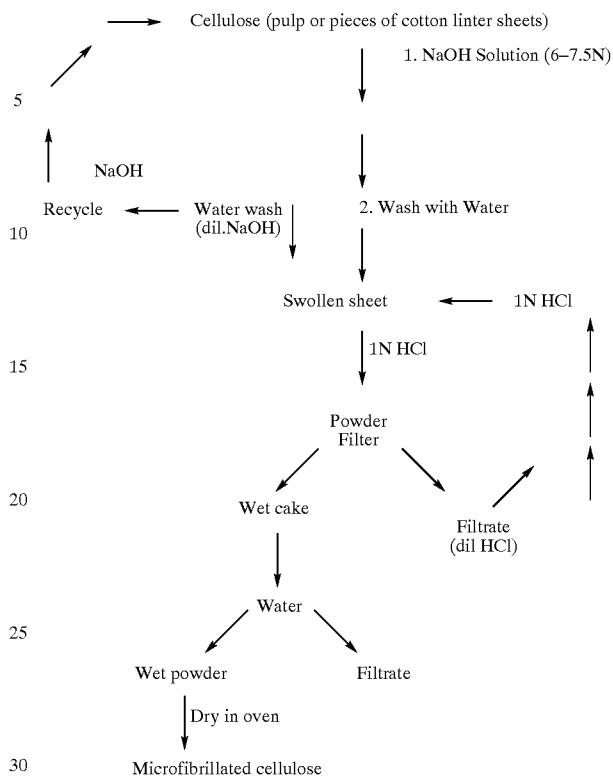 Cellulose (pulp or pieces of cotton linter sheets)
1. NaOH Solution (6–7.5N)
5
NaOH
Recycle
Water wash
(dil.NaOH)
2. Wash with Water
10
Swollen sheet
1N HCl
1N HCl
15
Powder
Filter
20
Wet cake
Filtrate
(dil HCl)
Water
25
Wet powder
Filtrate
Dry in oven
30
Microfibrillated cellulose